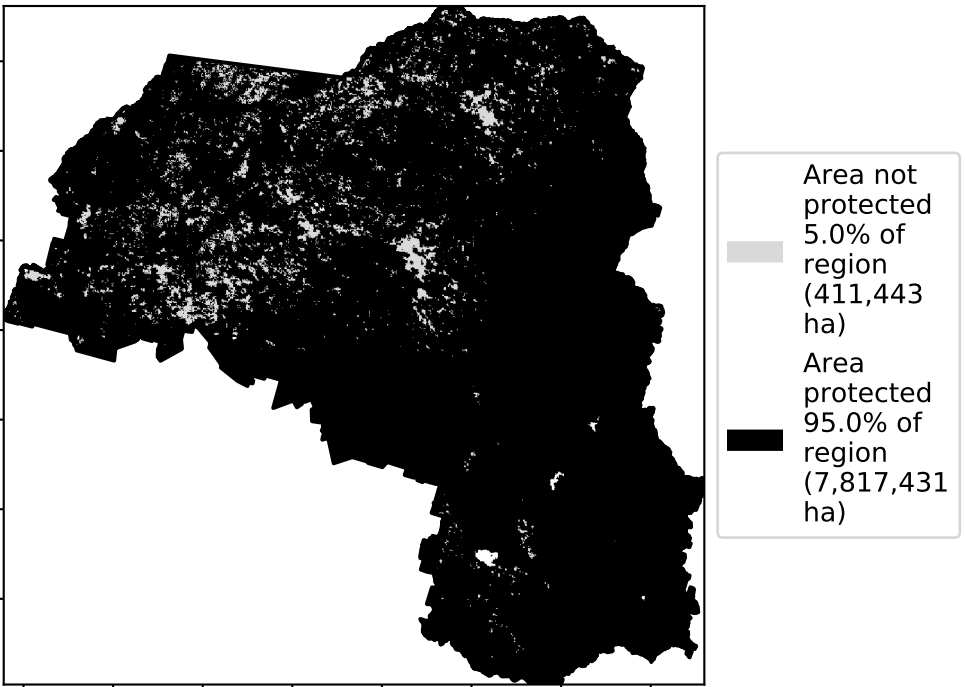 Area not
protected
5.0% of
region
(411,443
ha)
Area
protected
95.0% of
region
(7,817,431
ha)